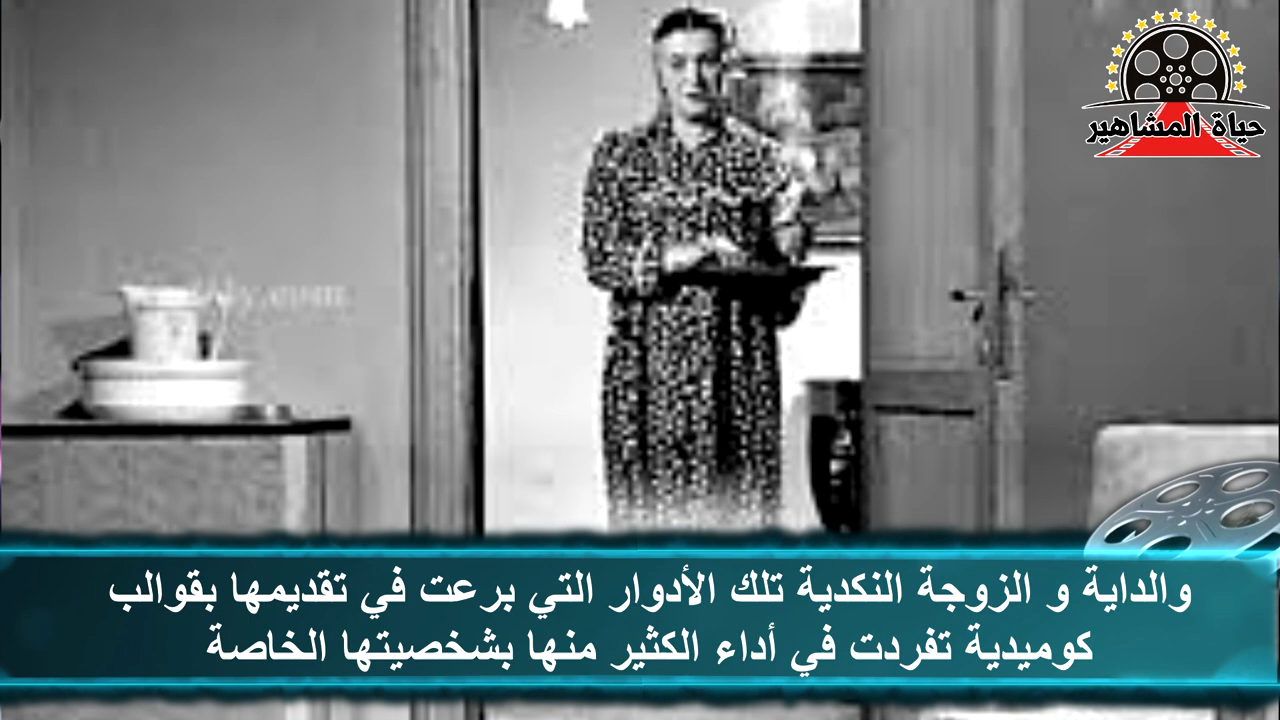 حياة المشاهير
والداية و الزوجة النكدية تلك الأدوار التي برعت في تقديمها بقوالب
كوميدية تفردت في أداء الكثير منها بشخصيتها الخاصة